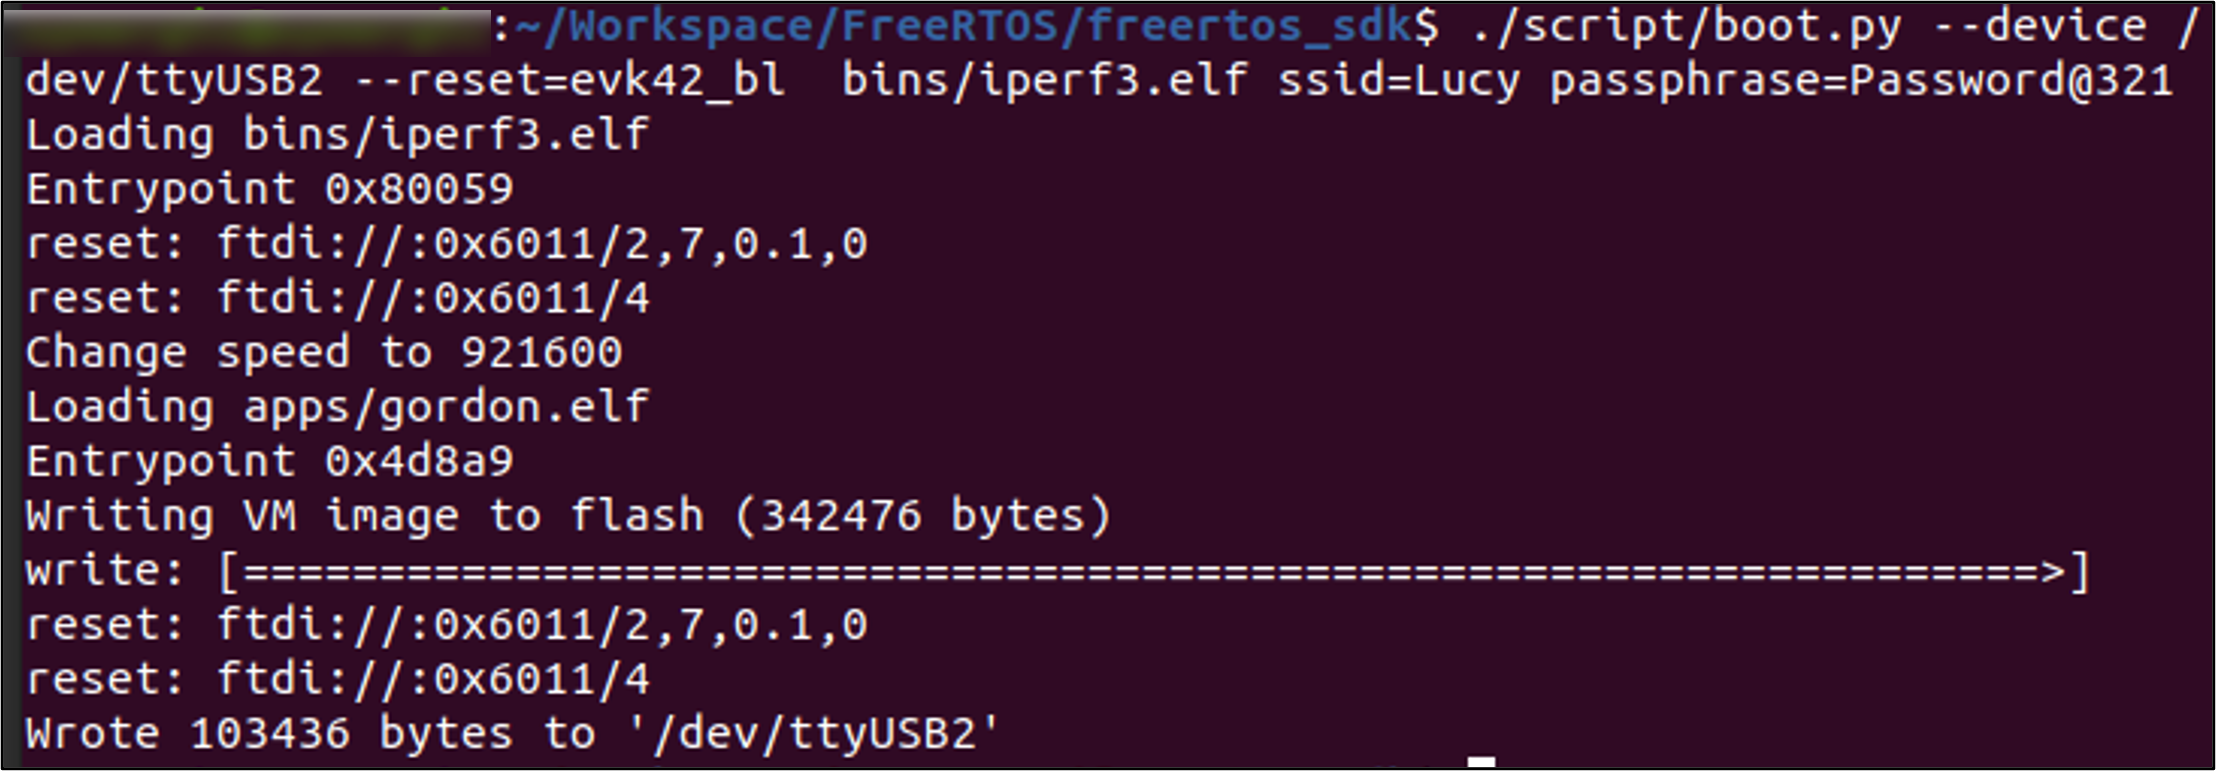 :~/Workspace/FreeRTOS/freertos_sdk$ ./script/boot.py --device /
dev/ttyUSB2 --reset=evk42_bl  bins/iperf3.elf ssid=Lucy passphrase=Password@321
Loading bins/iperf3.elf
Entrypoint 0x80059
reset: ftdi://:0x6011/2,7,0.1,0
reset: ftdi://:0x6011/4
Change speed to 921600
Loading apps/gordon.elf
Entrypoint 0x4d8a9
Writing VM image to flash (342476 bytes)
write: [==================================================================>]
reset: ftdi://:0x6011/2,7,0.1,0
reset: ftdi://:0x6011/4
Wrote 103436 bytes to '/dev/ttyUSB2'